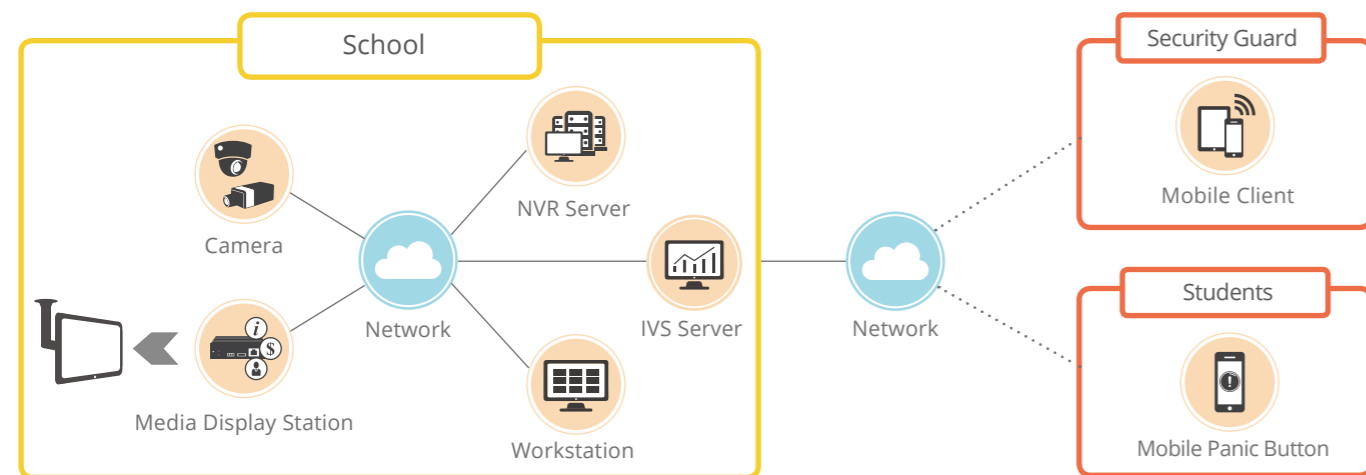 School
Security Guard
Mobile Client
NVR Server
Camera
Network
IVS Server
Network
Students
i
$
Media Display Station
Workstation
Mobile Panic Button